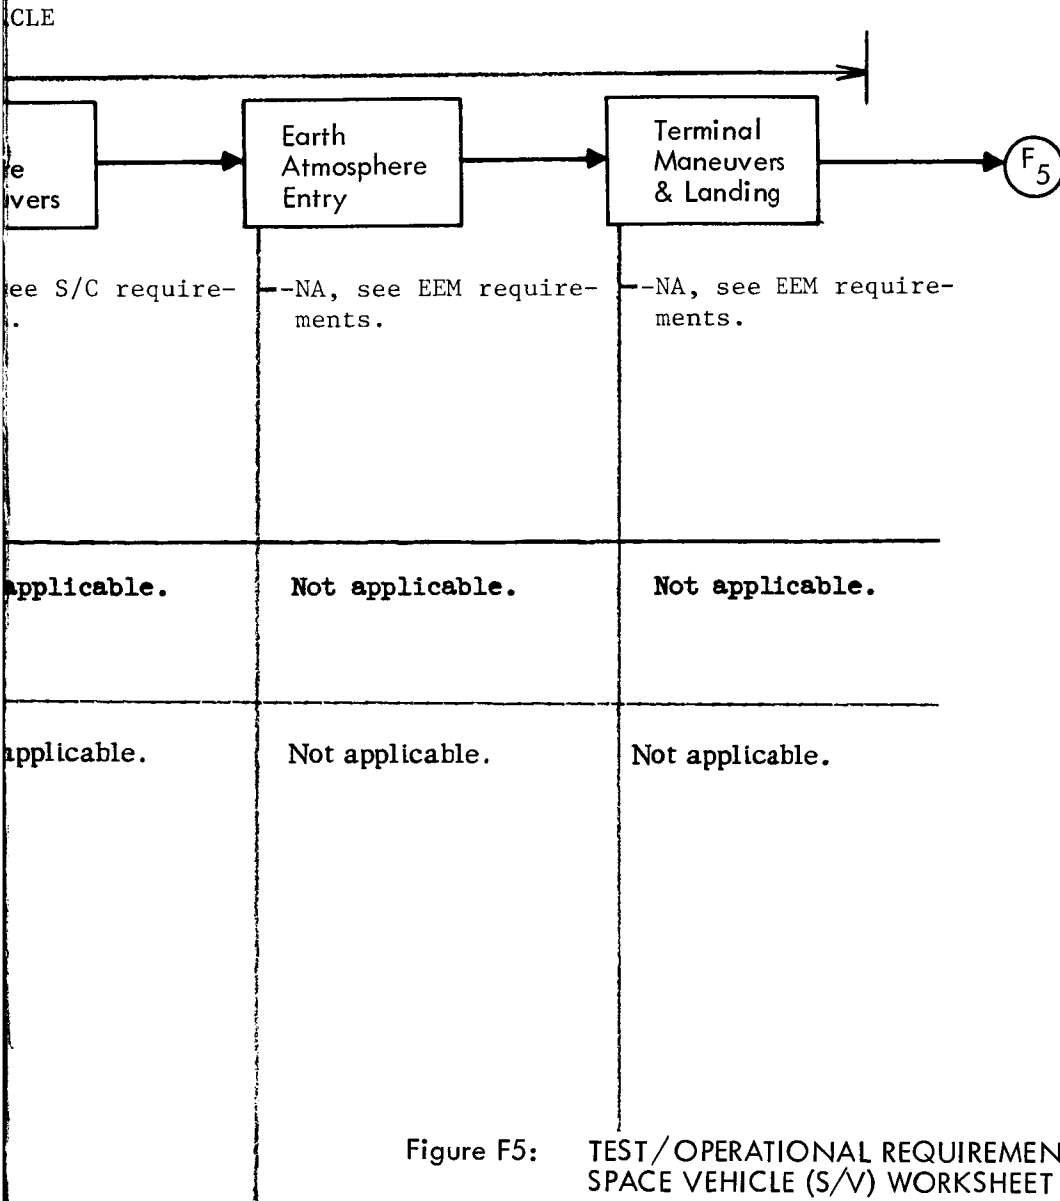 CLE
Earth
Atmosphere
Entry
Terminal
Maneuvers
& Landing
F5
e
vers
ee S/C require-
.
-NA, see EEM require-
ments.
-NA, see EEM require-
ments.
applicable.
Not applicable.
Not applicable.
applicable.
Not applicable.
Not applicable.
Figure F5: TEST/OPERATIONAL REQUIREMEN
SPACE VEHICLE (S/V) WORKSHEET